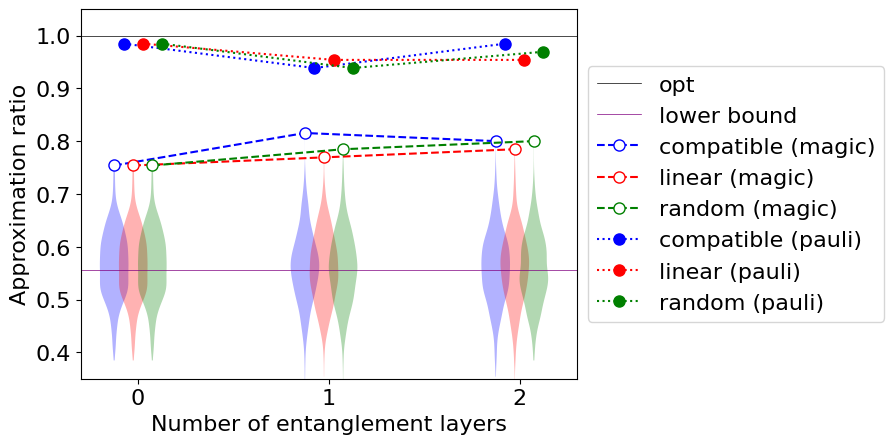 Approximation ratio
1.0
0.9
0.8
0.7
0.6
0.5
0.4
0
1
2
Number of entanglement layers
opt
lower bound
compatible (magic)
linear (magic)
random (magic)
compatible (pauli)
linear (pauli)
random (pauli)